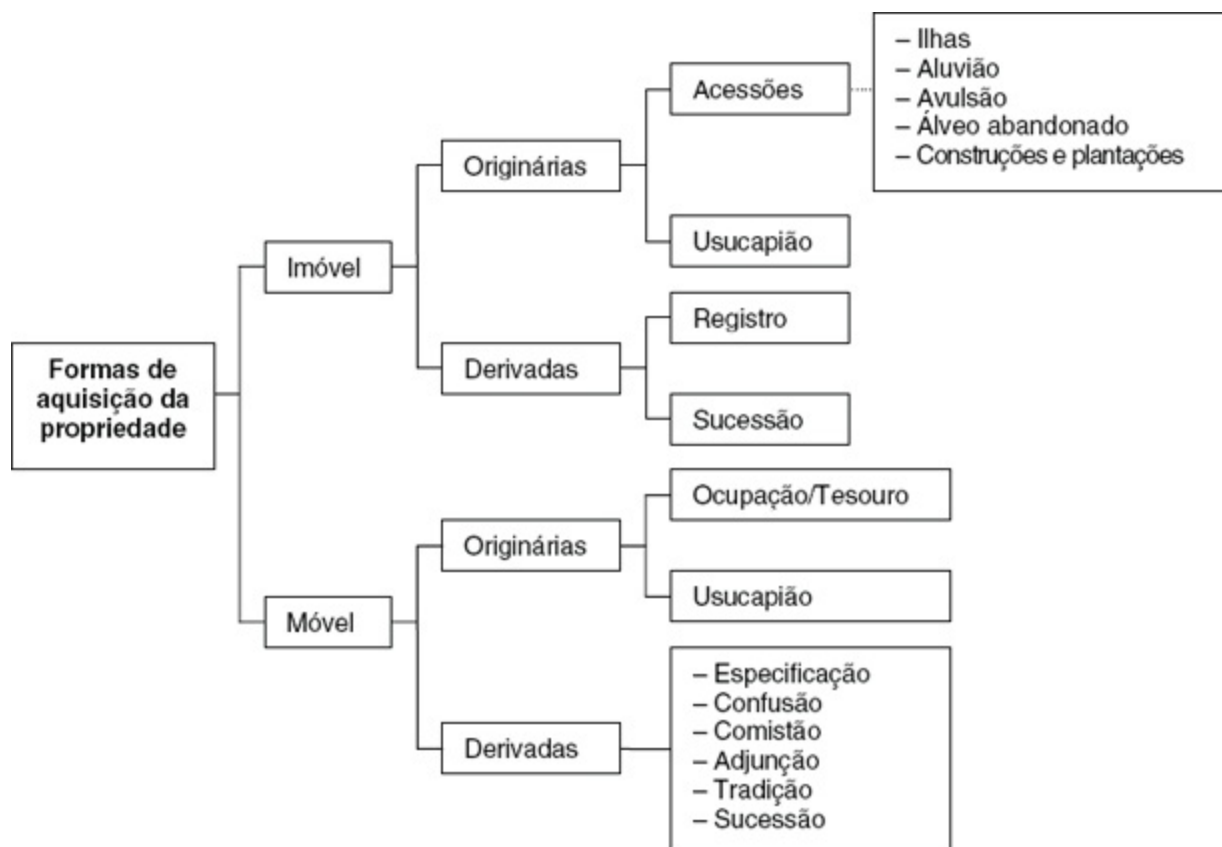 Formas de
aquisição da
propriedade
Imóvel
Originárias
Acessões
– Ilhas
– Aluvião
– Avulsão
– Álveo abandonado
– Construções e plantações
Usucapião
Derivadas
Registro
Sucessão
Móvel
Originárias
Ocupação/Tesouro
Usucapião
Derivadas
– Especificação
– Confusão
– Comistão
– Adjunção
– Tradição
– Sucessão